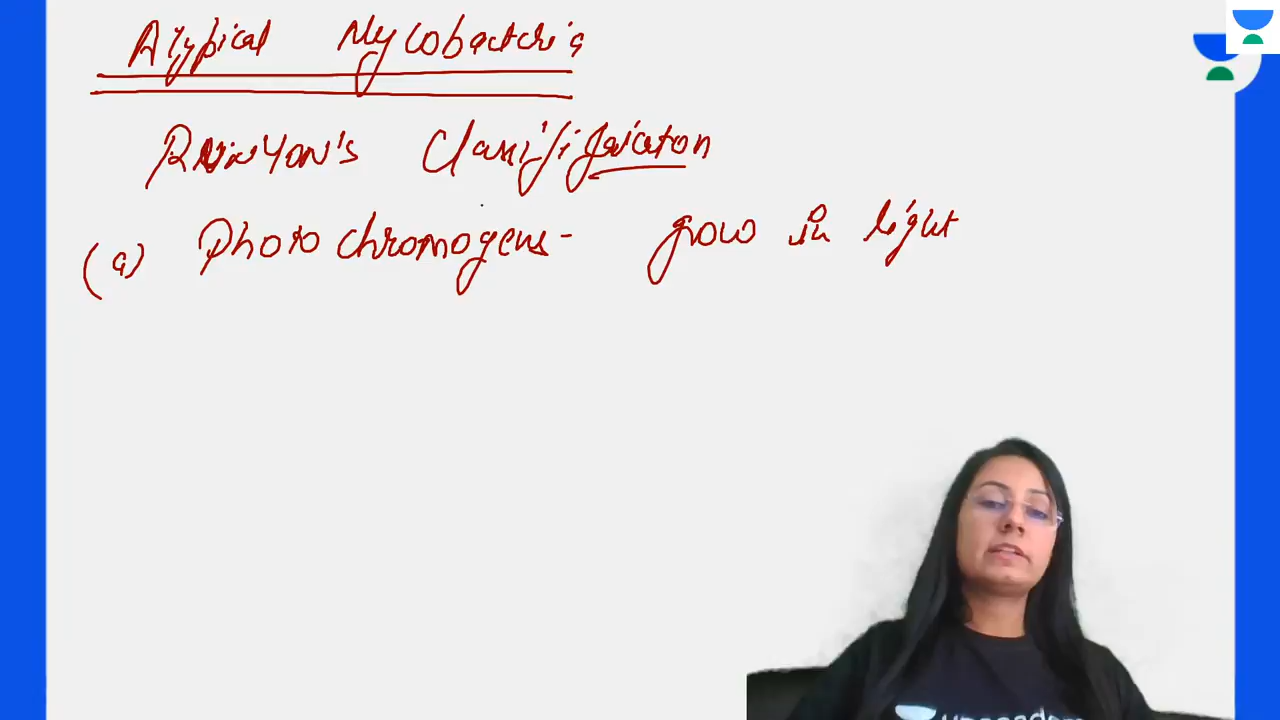 Atypical Mycobacteria
Runyon's Classification
(a) Photochromogens - grow in light